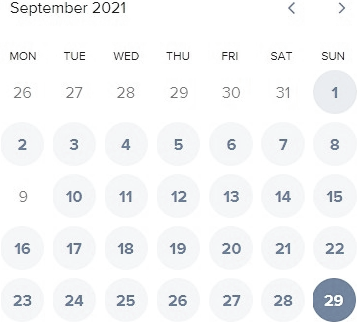 September 2021
MON TUE WED THU FRI SAT SUN
26 27 28 29 30 31 1
2 3 4 5 6 7 8
9 10 11 12 13 14 15
16 17 18 19 20 21 22
23 24 25 26 27 28 29